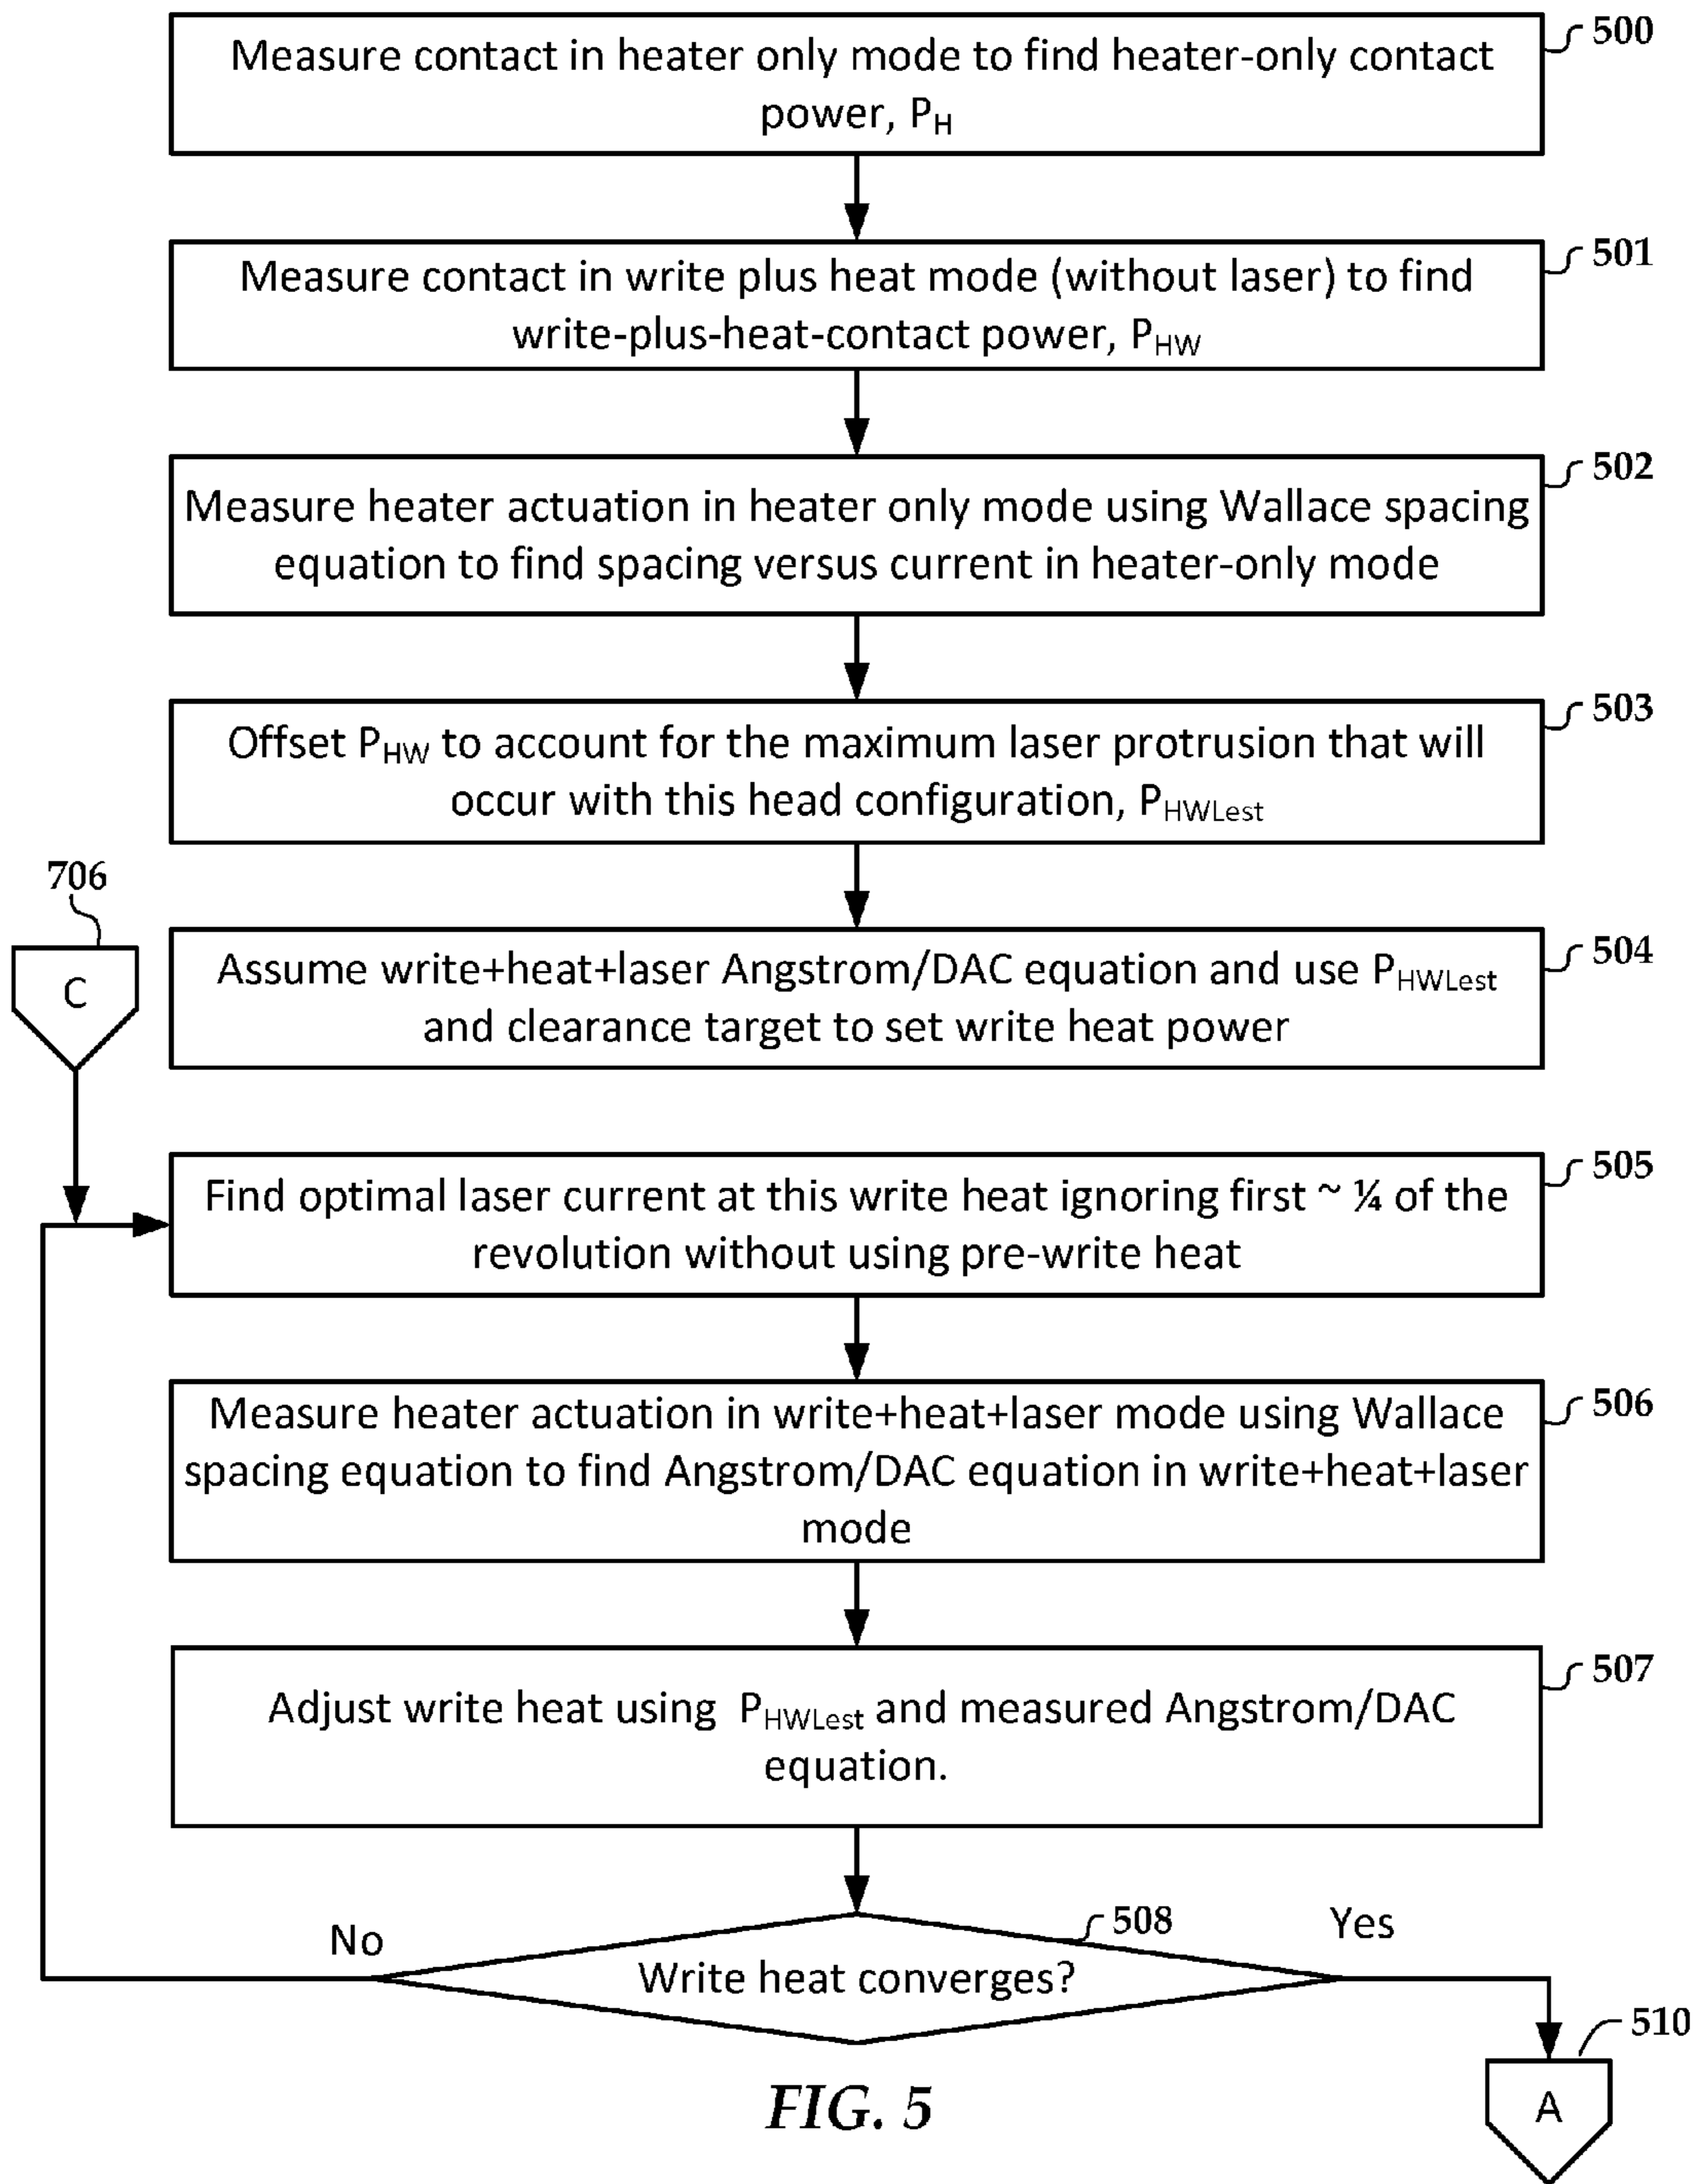 500
Measure contact in heater only mode to find heater-only contact
power, PH
501
Measure contact in write plus heat mode (without laser) to find
write-plus-heat-contact power, PHW
502
Measure heater actuation in heater only mode using Wallace spacing
equation to find spacing versus current in heater-only mode
503
Offset PHW to account for the maximum laser protrusion that will
occur with this head configuration, PHWLest
706
C
504
Assume write+heat+laser Angstrom/DAC equation and use PHWLest
and clearance target to set write heat power
505
Find optimal laser current at this write heat ignoring first ~ ¼ of the
revolution without using pre-write heat
506
Measure heater actuation in write+heat+laser mode using Wallace
spacing equation to find Angstrom/DAC equation in write+heat+laser
mode
507
Adjust write heat using PHWLest and measured Angstrom/DAC
equation.
508
No
Yes
Write heat converges?
510
A
FIG. 5